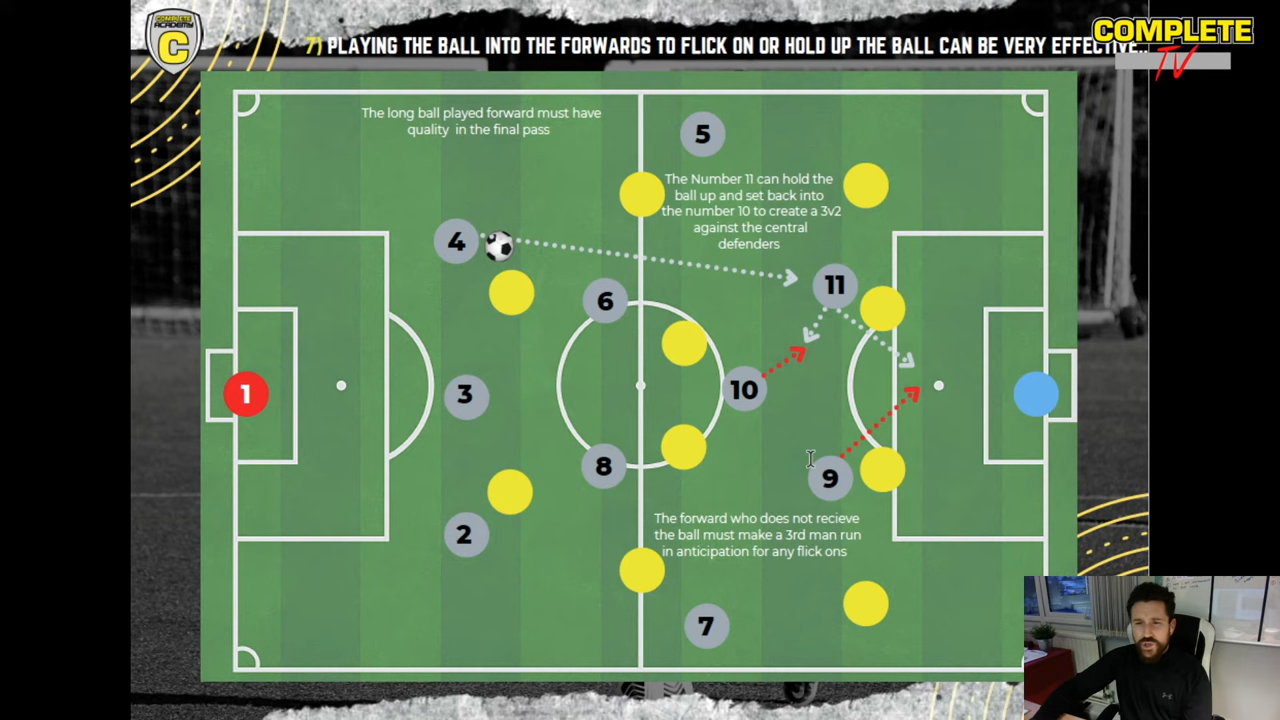 COMPLETE
ACADEMY
C
7) PLAYING THE BALL INTO THE FORWARDS TO FLICK ON OR HOLD UP THE BALL CAN BE VERY EFFECTIVE..
COMPLETE
TV
The long ball played forward must have
quality in the final pass
5
The Number 11 can hold the
ball up and set back into
the number 10 to create a 3v2
against the central
defenders
4
11
6
10
1
3
8
9
2
The forward who does not recieve
the ball must make a 3rd man run
in anticipation for any flick ons
7